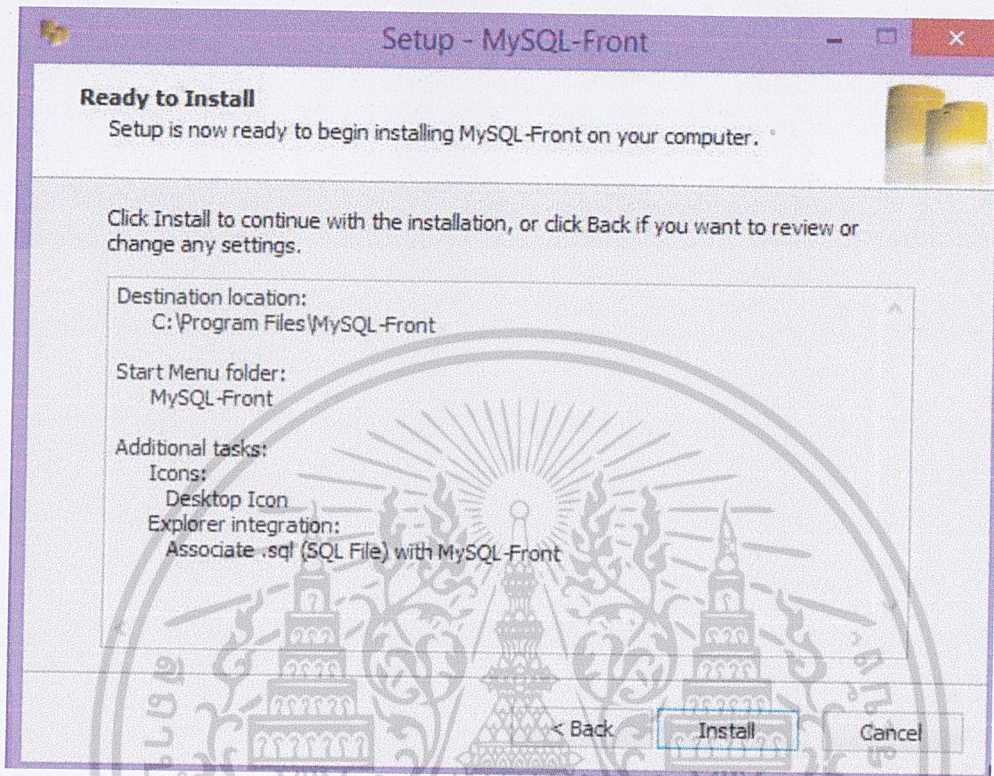 Setup - MySQL-Front
Ready to Install
Setup is now ready to begin installing MySQL-Front on your computer.
Click Install to continue with the installation, or click Back if you want to review or
change any settings.
Destination location:
C:\Program Files\MySQL-Front
Start Menu folder:
MySQL-Front
Additional tasks:
Icons:
Desktop Icon
Explorer integration:
Associate .sql (SQL File) with MySQL-Front
< Back
Install
Cancel